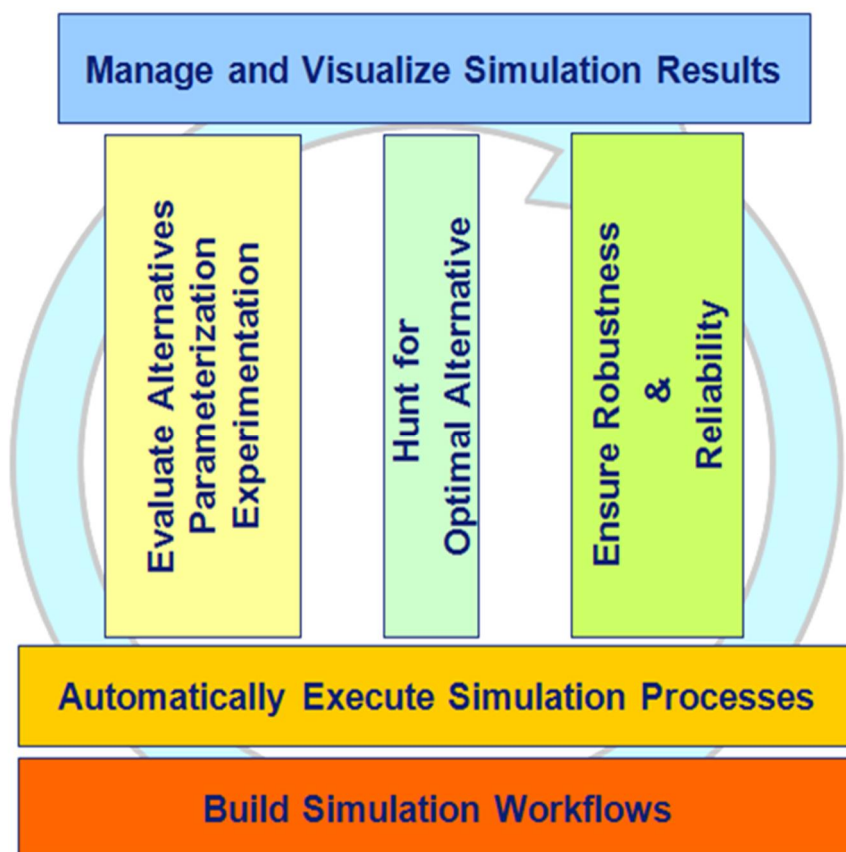 Manage and Visualize Simulation Results
Evaluate Alternatives
Parameterization
Experimentation
Hunt for
Optimal Alternative
Ensure Robustness
&
Reliability
Automatically Execute Simulation Processes
Build Simulation Workflows